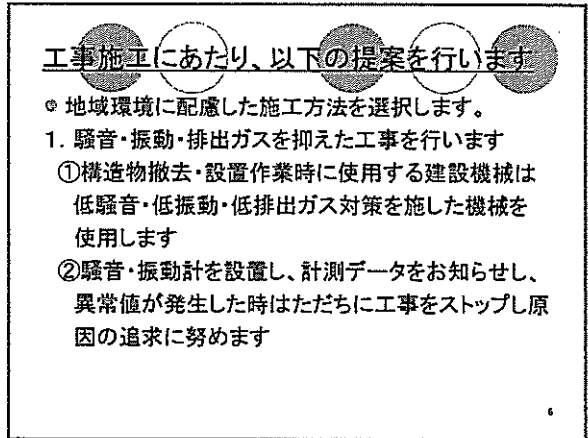 工事施工にあたり、以下の提案を行います
◎ 地域環境に配慮した施工方法を選択します。
1. 騒音・振動・排出ガスを抑えた工事を行います
①構造物撤去・設置作業時に使用する建設機械は
低騒音・低振動・低排出ガス対策を施した機械を
使用します
②騒音・振動計を設置し、計測データをお知らせし、
異常値が発生した時はただちに工事をストップし原
因の追求に努めます
6